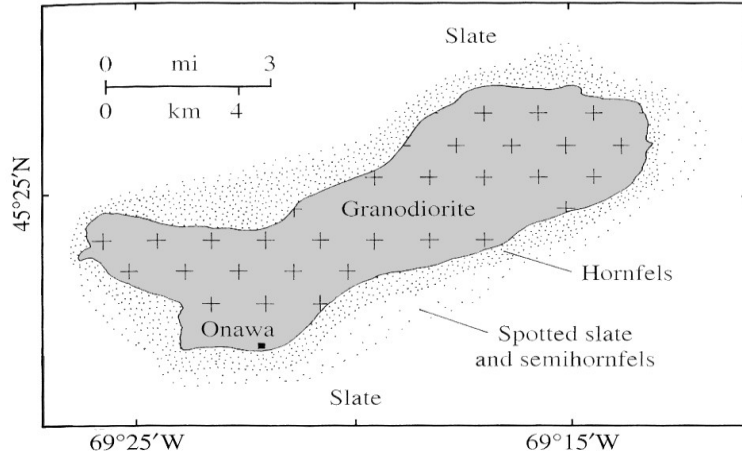 Slate
0 mi 3
0 km 4
45°25′N
Granodiorite
Hornfels
Onawa
Spotted slate
and semihornfels
Slate
69°25′W 69°15′W